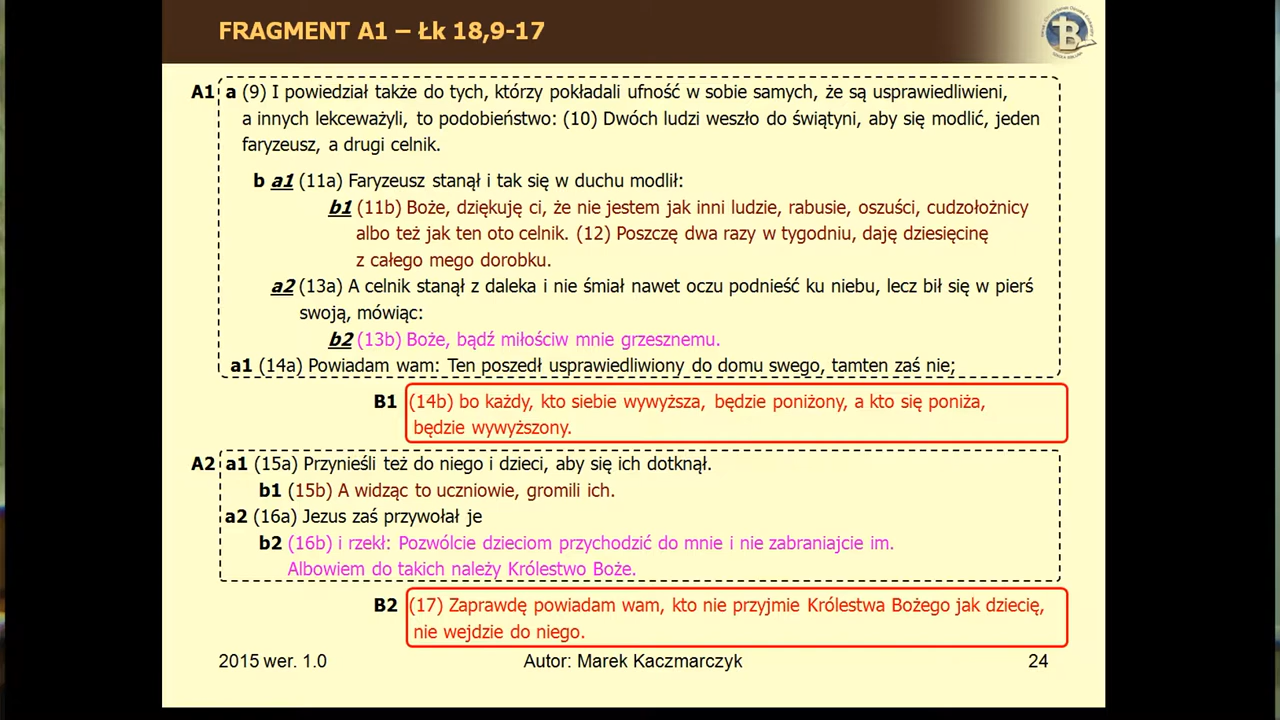 FRAGMENT A1 – Łk 18,9-17
A1 a (9) I powiedział także do tych, którzy pokładali ufność w sobie samych, że są usprawiedliwieni,
a innych lekceważyli, to podobieństwo: (10) Dwóch ludzi weszło do świątyni, aby się modlić, jeden
faryzeusz, a drugi celnik.
b a1 (11a) Faryzeusz stanął i tak się w duchu modlił:
b1 (11b) Boże, dziękuję ci, że nie jestem jak inni ludzie, rabusie, oszuści, cudzołożnicy
albo też jak ten oto celnik. (12) Poszczę dwa razy w tygodniu, daję dziesięcinę
z całego mego dorobku.
a2 (13a) A celnik stanął z daleka i nie śmiał nawet oczu podnieść ku niebu, lecz bił się w pierś
swoją, mówiąc:
b2 (13b) Boże, bądź miłościw mnie grzesznemu.
a1 (14a) Powiadam wam: Ten poszedł usprawiedliwiony do domu swego, tamten zaś nie;
B1 (14b) bo każdy, kto siebie wywyższa, będzie poniżony, a kto się poniża,
będzie wywyższony.
A2 a1 (15a) Przynieśli też do niego i dzieci, aby się ich dotknął.
b1 (15b) A widząc to uczniowie, gromili ich.
a2 (16a) Jezus zaś przywołał je
b2 (16b) i rzekł: Pozwólcie dzieciom przychodzić do mnie i nie zabraniajcie im.
Albowiem do takich należy Królestwo Boże.
B2 (17) Zaprawdę powiadam wam, kto nie przyjmie Królestwa Bożego jak dziecię,
nie wejdzie do niego.
2015 wer. 1.0 Autor: Marek Kaczmarczyk 24